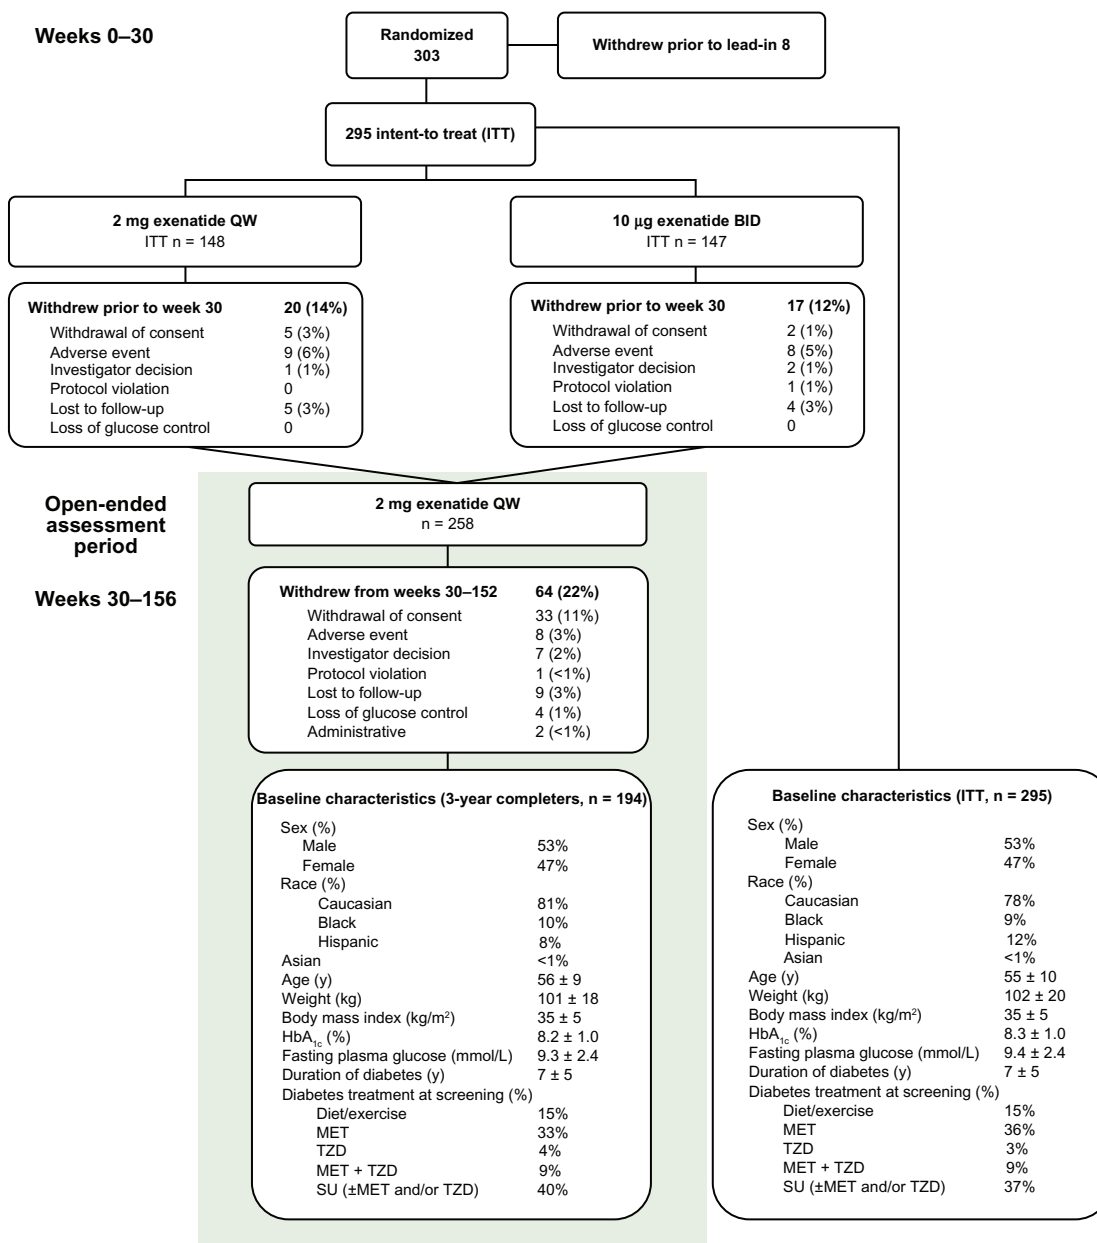 Weeks 0–30
Randomized
303
Withdrew prior to lead-in 8
295 intent-to treat (ITT)
2 mg exenatide QW
ITT n = 148
10 µg exenatide BID
ITT n = 147
Withdrew prior to week 30 20 (14%)
Withdrawal of consent 5 (3%)
Adverse event 9 (6%)
Investigator decision 1 (1%)
Protocol violation 0
Lost to follow-up 5 (3%)
Loss of glucose control 0
Withdrew prior to week 30 17 (12%)
Withdrawal of consent 2 (1%)
Adverse event 8 (5%)
Investigator decision 2 (1%)
Protocol violation 1 (1%)
Lost to follow-up 4 (3%)
Loss of glucose control 0
Open-ended
assessment
period
Weeks 30–156
2 mg exenatide QW
n = 258
Withdrew from weeks 30–152 64 (22%)
Withdrawal of consent 33 (11%)
Adverse event 8 (3%)
Investigator decision 7 (2%)
Protocol violation 1 (<1%)
Lost to follow-up 9 (3%)
Loss of glucose control 4 (1%)
Administrative 2 (<1%)
Baseline characteristics (3-year completers, n = 194)
Sex (%)
Male 53%
Female 47%
Race (%)
Caucasian 81%
Black 10%
Hispanic 8%
Asian <1%
Age (y) 56 ± 9
Weight (kg) 101 ± 18
Body mass index (kg/m²) 35 ± 5
HbA1c (%) 8.2 ± 1.0
Fasting plasma glucose (mmol/L) 9.3 ± 2.4
Duration of diabetes (y) 7 ± 5
Diabetes treatment at screening (%)
Diet/exercise 15%
MET 33%
TZD 4%
MET + TZD 9%
SU (±MET and/or TZD) 40%
Baseline characteristics (ITT, n = 295)
Sex (%)
Male 53%
Female 47%
Race (%)
Caucasian 78%
Black 9%
Hispanic 12%
Asian <1%
Age (y) 55 ± 10
Weight (kg) 102 ± 20
Body mass index (kg/m²) 35 ± 5
HbA1c (%) 8.3 ± 1.0
Fasting plasma glucose (mmol/L) 9.4 ± 2.4
Duration of diabetes (y) 7 ± 5
Diabetes treatment at screening (%)
Diet/exercise 15%
MET 36%
TZD 3%
MET + TZD 9%
SU (±MET and/or TZD) 37%